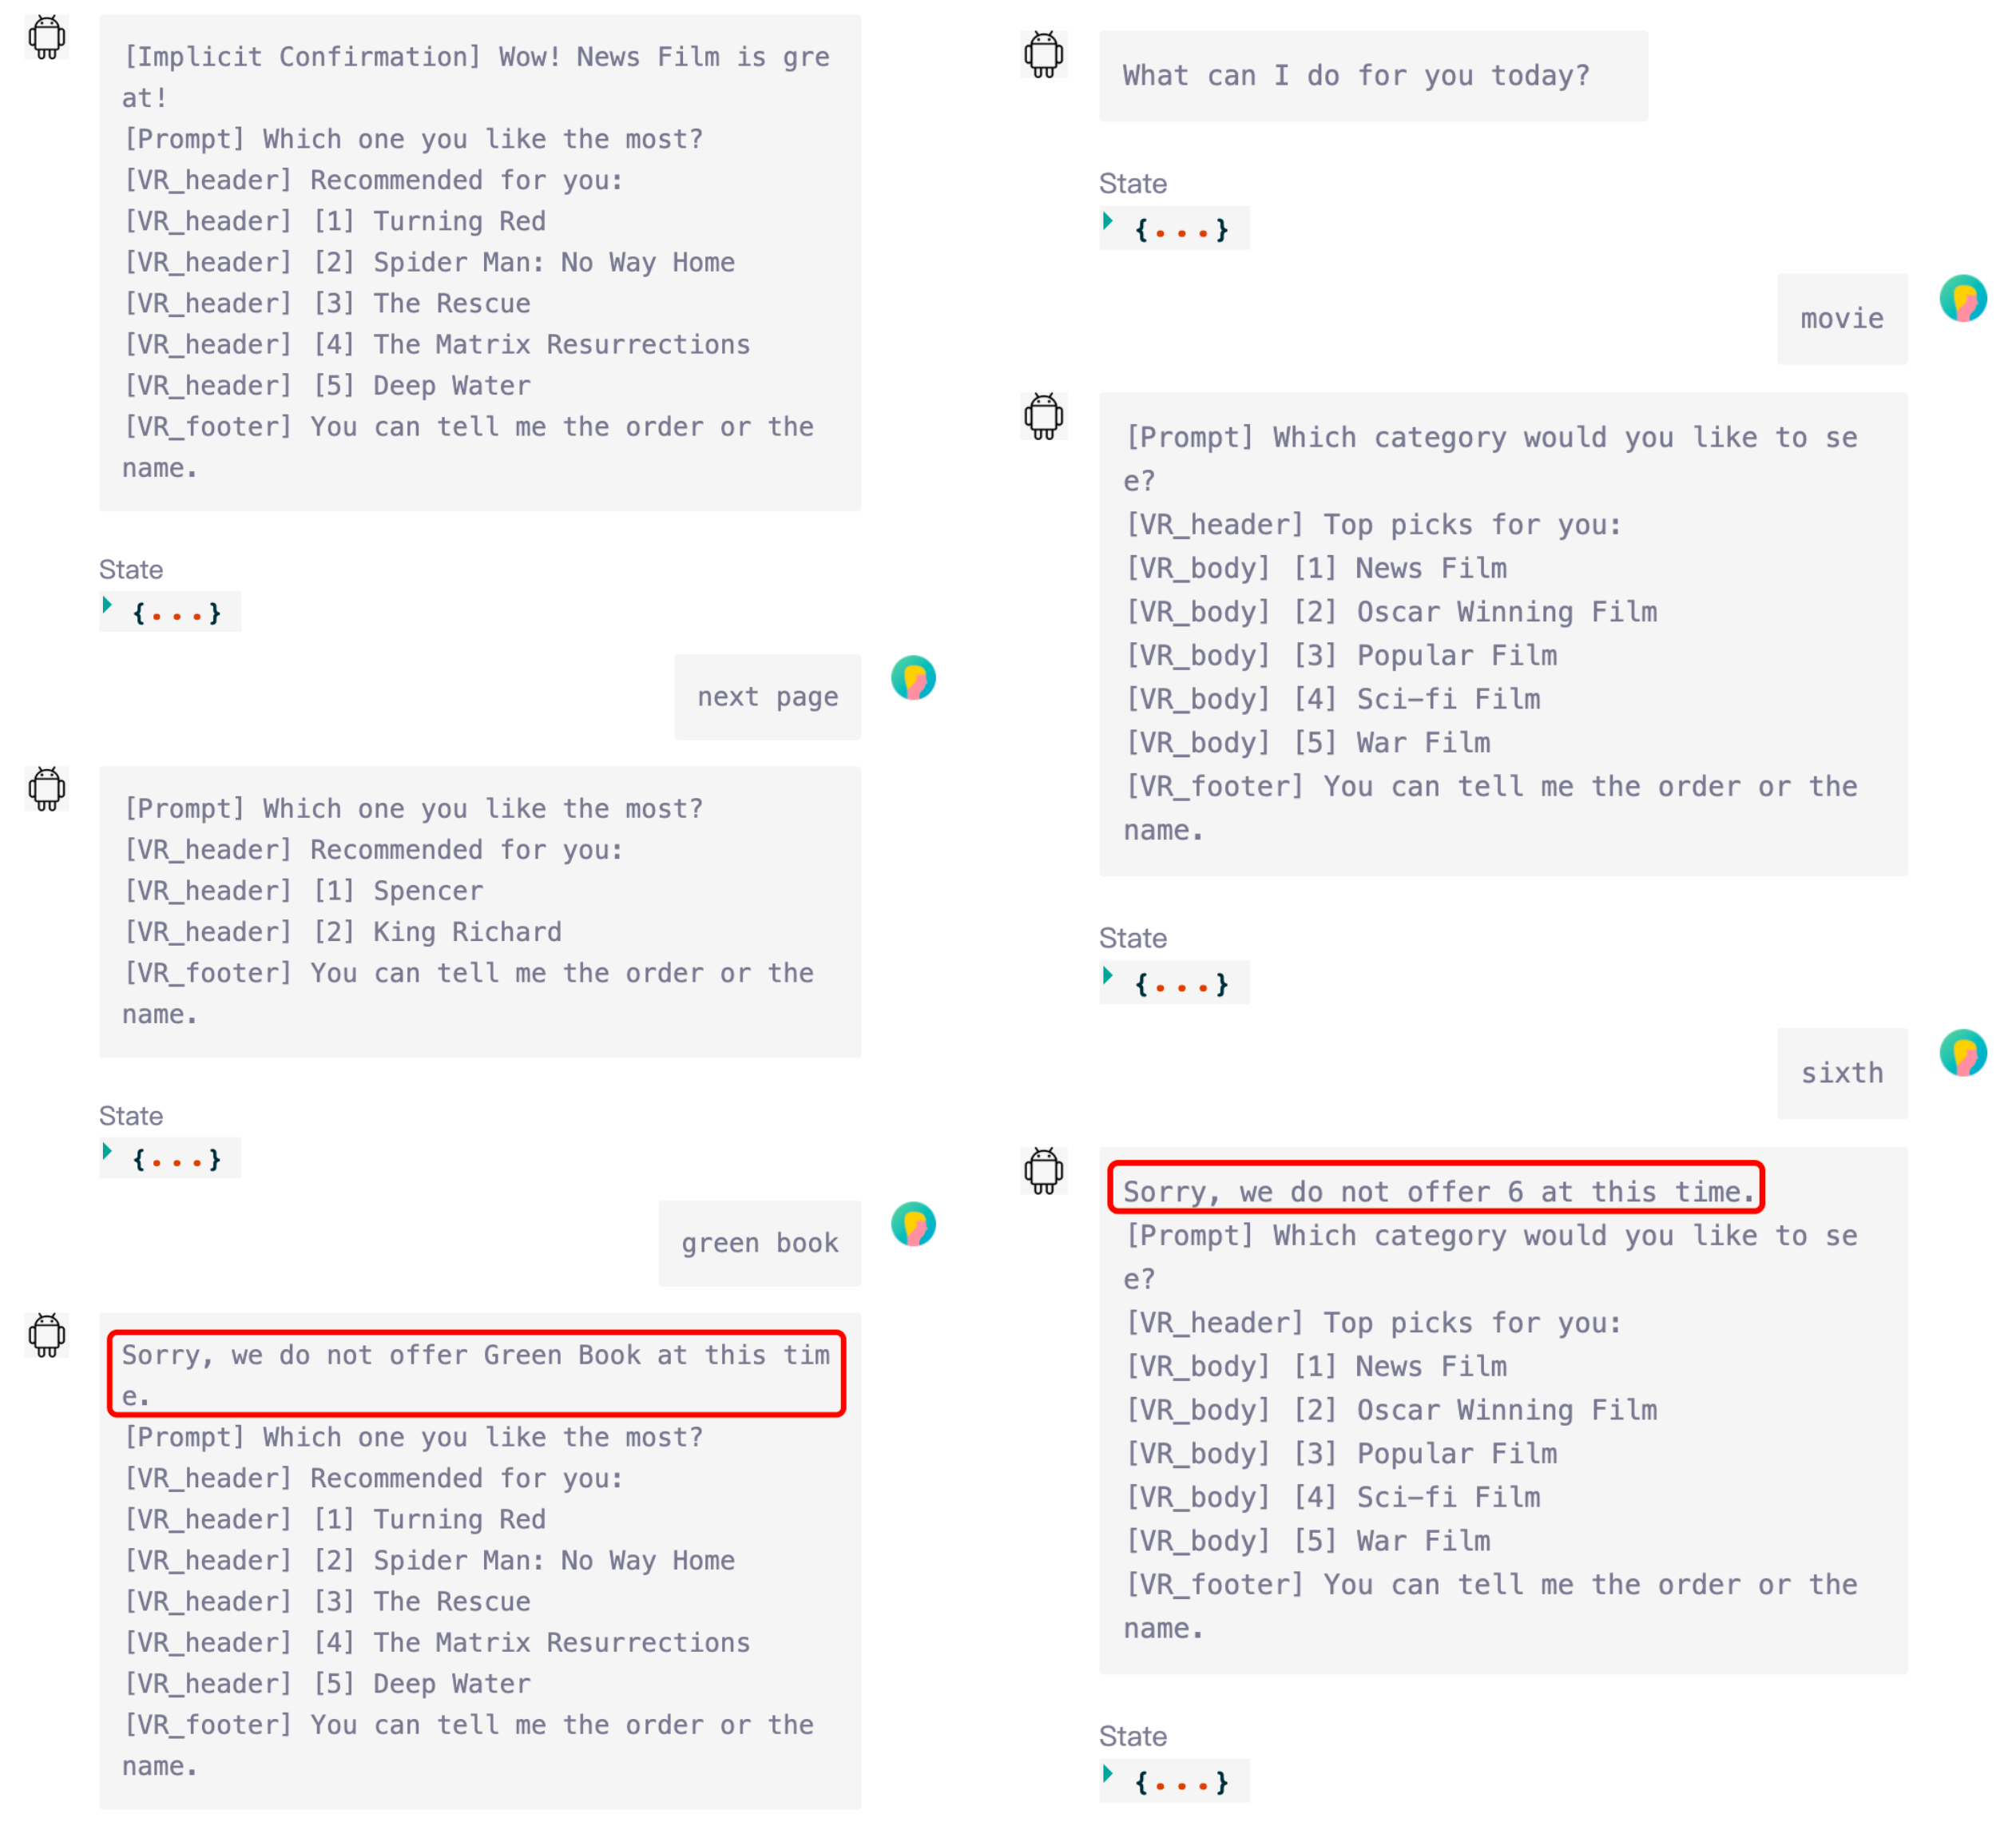 [Implicit Confirmation] Wow! News Film is gre
at!
[Prompt] Which one you like the most?
[VR_header] Recommended for you:
[VR_header] [1] Turning Red
[VR_header] [2] Spider Man: No Way Home
[VR_header] [3] The Rescue
[VR_header] [4] The Matrix Resurrections
[VR_header] [5] Deep Water
[VR_footer] You can tell me the order or the
name.
State
{...}
next page
[Prompt] Which one you like the most?
[VR_header] Recommended for you:
[VR_header] [1] Spencer
[VR_header] [2] King Richard
[VR_footer] You can tell me the order or the
name.
State
{...}
green book
Sorry, we do not offer Green Book at this tim
e.
[Prompt] Which one you like the most?
[VR_header] Recommended for you:
[VR_header] [1] Turning Red
[VR_header] [2] Spider Man: No Way Home
[VR_header] [3] The Rescue
[VR_header] [4] The Matrix Resurrections
[VR_header] [5] Deep Water
[VR_footer] You can tell me the order or the
name.
What can I do for you today?
State
{...}
movie
[Prompt] Which category would you like to se
e?
[VR_header] Top picks for you:
[VR_body] [1] News Film
[VR_body] [2] Oscar Winning Film
[VR_body] [3] Popular Film
[VR_body] [4] Sci-fi Film
[VR_body] [5] War Film
[VR_footer] You can tell me the order or the
name.
State
{...}
sixth
Sorry, we do not offer 6 at this time.
[Prompt] Which category would you like to se
e?
[VR_header] Top picks for you:
[VR_body] [1] News Film
[VR_body] [2] Oscar Winning Film
[VR_body] [3] Popular Film
[VR_body] [4] Sci-fi Film
[VR_body] [5] War Film
[VR_footer] You can tell me the order or the
name.
State
{...}